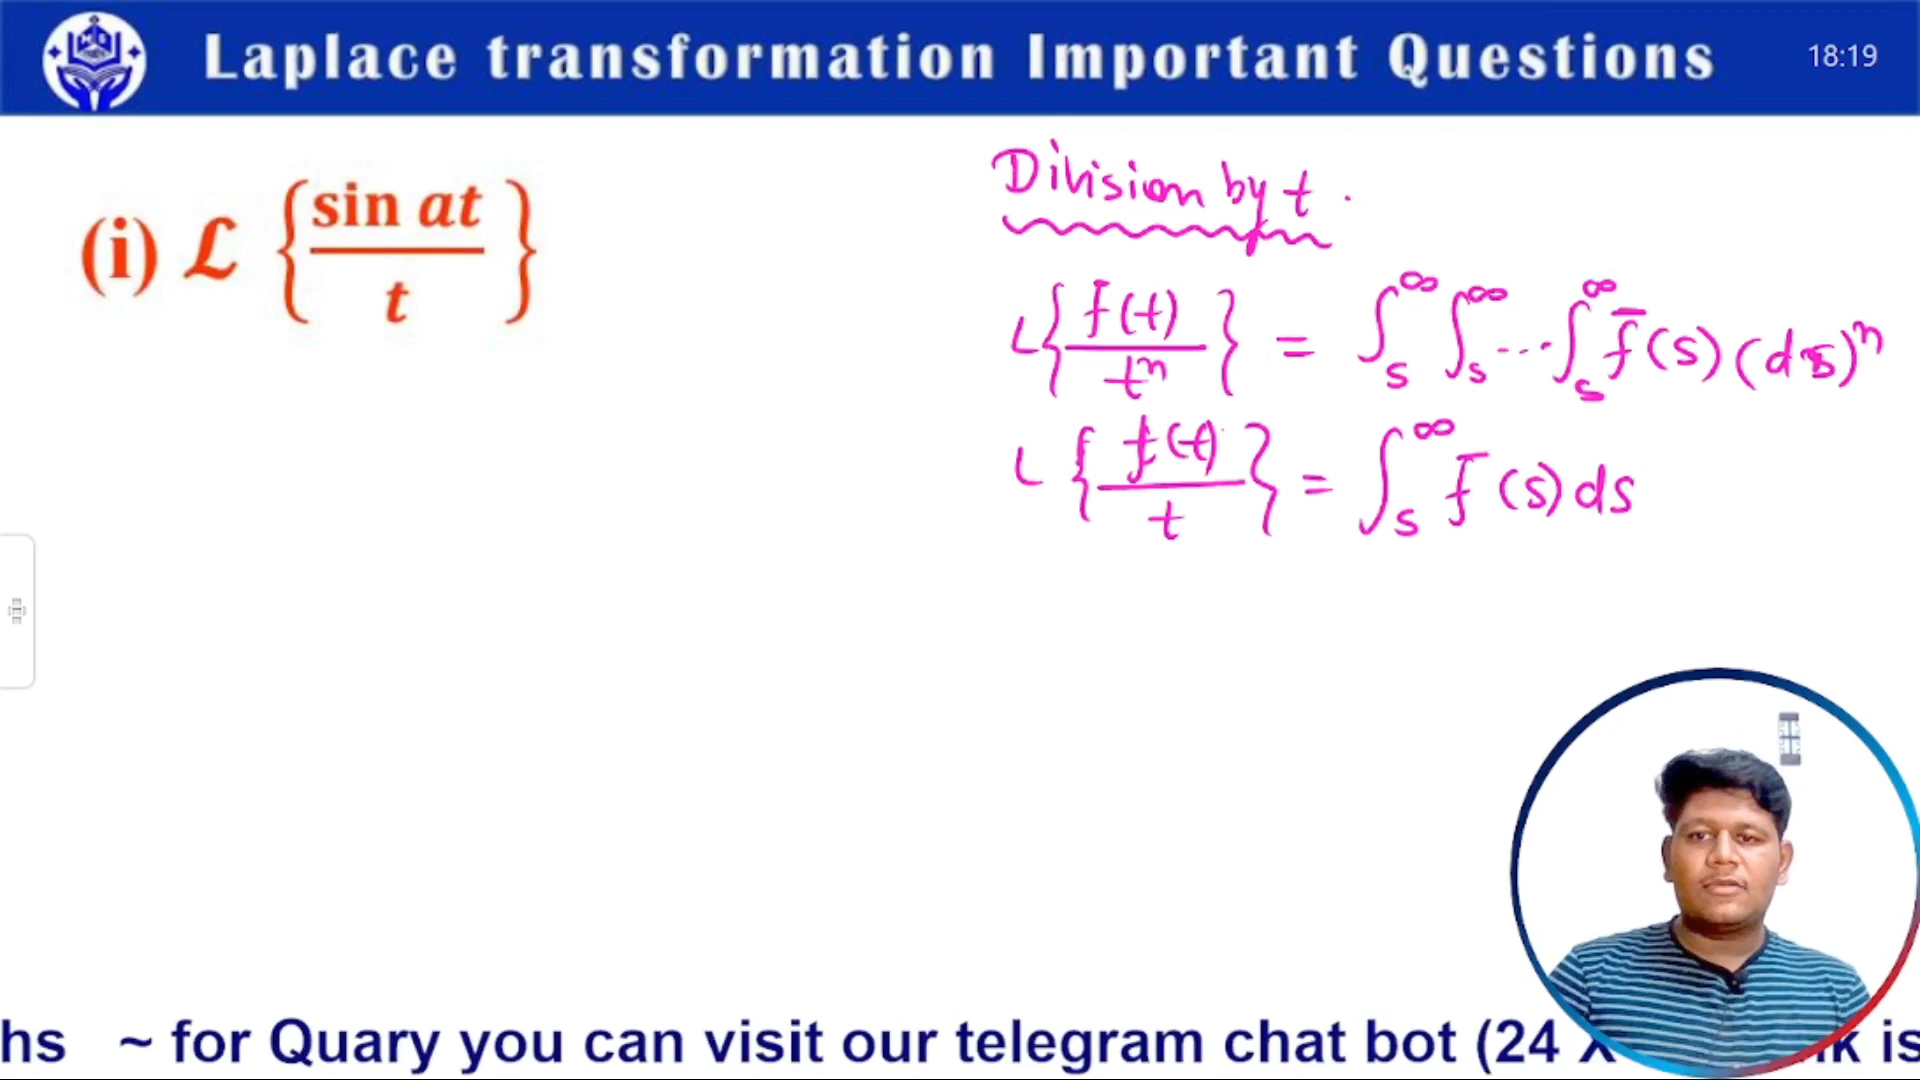 Laplace transformation Important Questions 18:19
(i) ℒ { sin at / t }
Division by t.
L{ f(t) / tⁿ } = ∫ₛ^∞ ∫ₛ^∞ ... ∫ₛ^∞ f̄(s) (ds)ⁿ
L{ f(t) / t } = ∫ₛ^∞ f̄(s) ds
hs ~ for Quary you can visit our telegram chat bot (24 X is